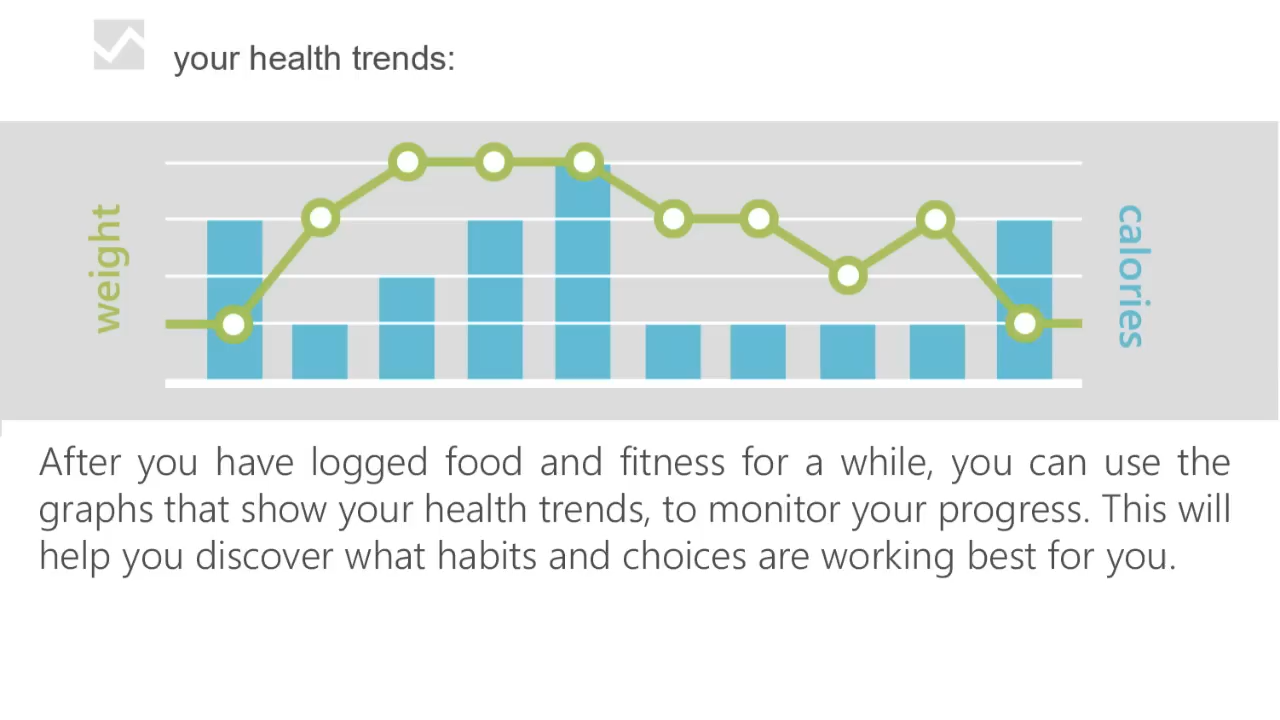 your health trends:
weight
calories
After you have logged food and fitness for a while, you can use the
graphs that show your health trends, to monitor your progress. This will
help you discover what habits and choices are working best for you.